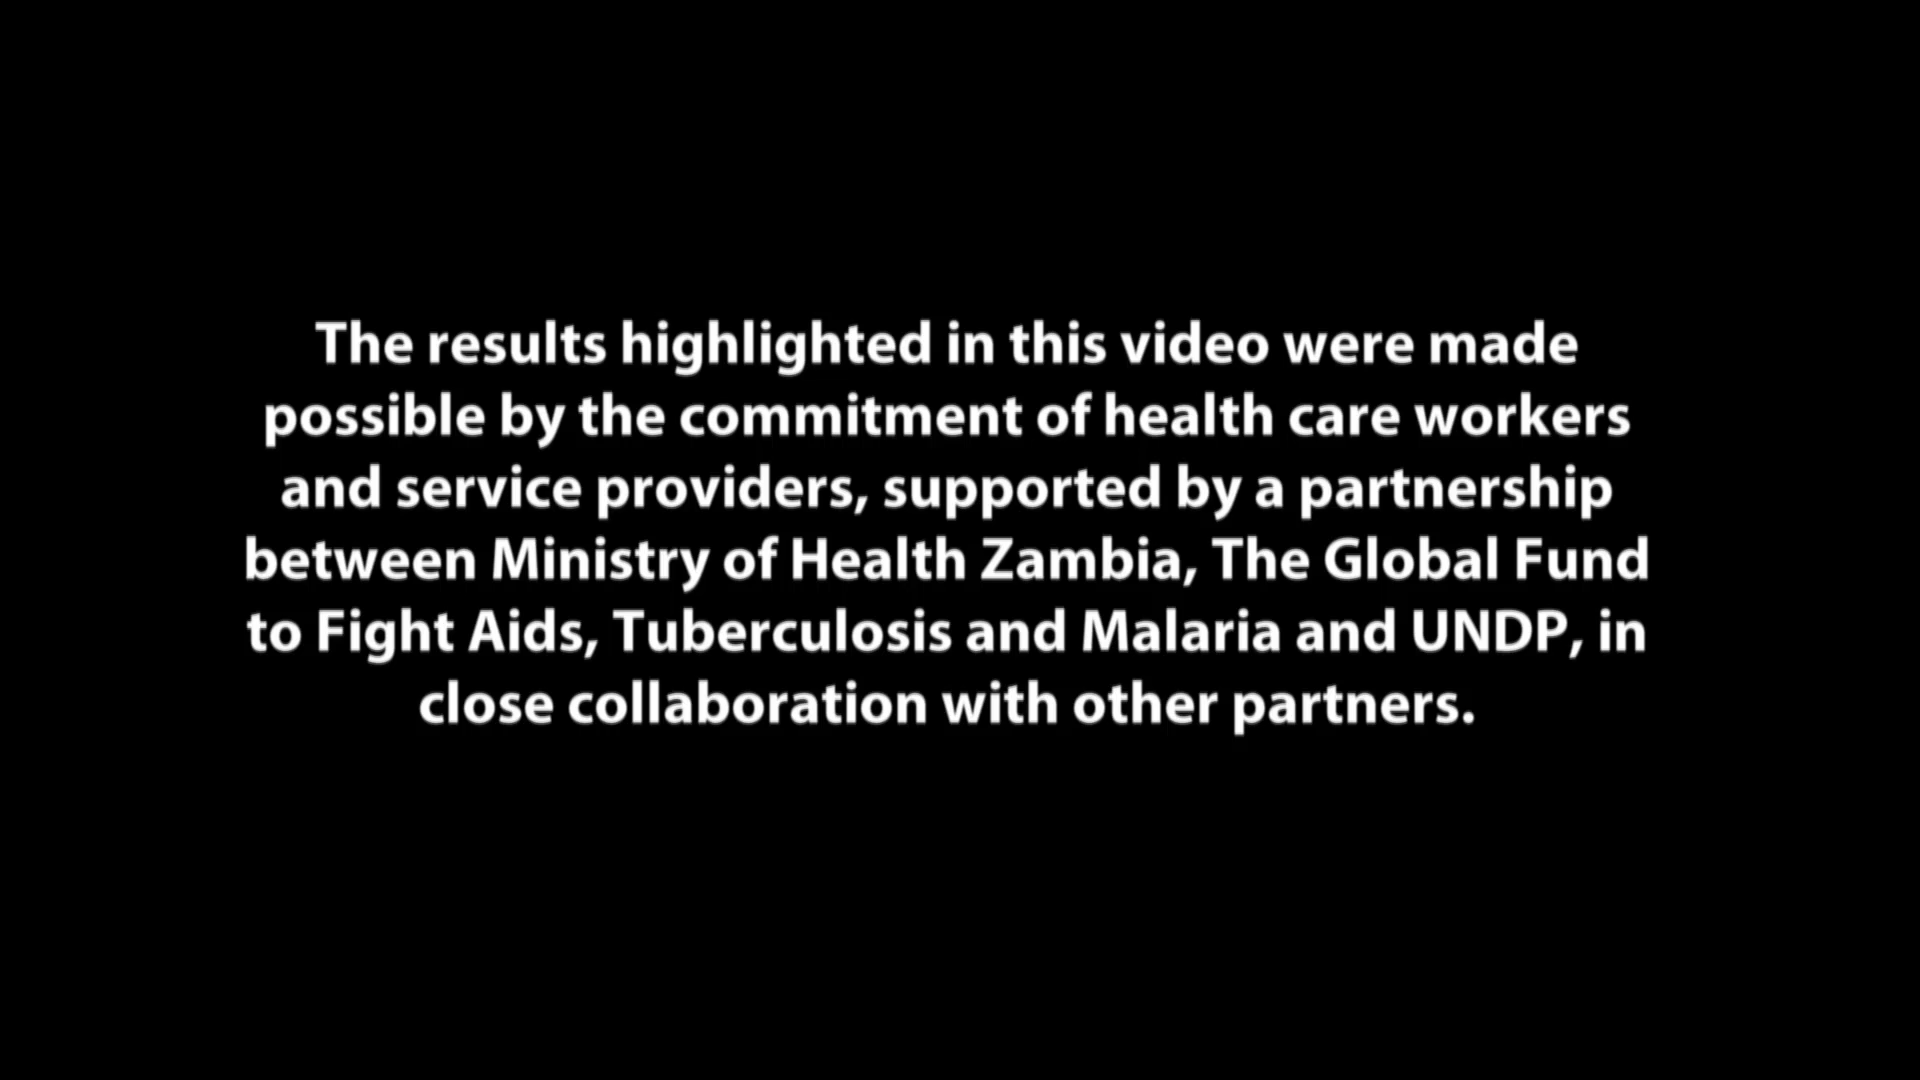 The results highlighted in this video were made
possible by the commitment of health care workers
and service providers, supported by a partnership
between Ministry of Health Zambia, The Global Fund
to Fight Aids, Tuberculosis and Malaria and UNDP, in
close collaboration with other partners.